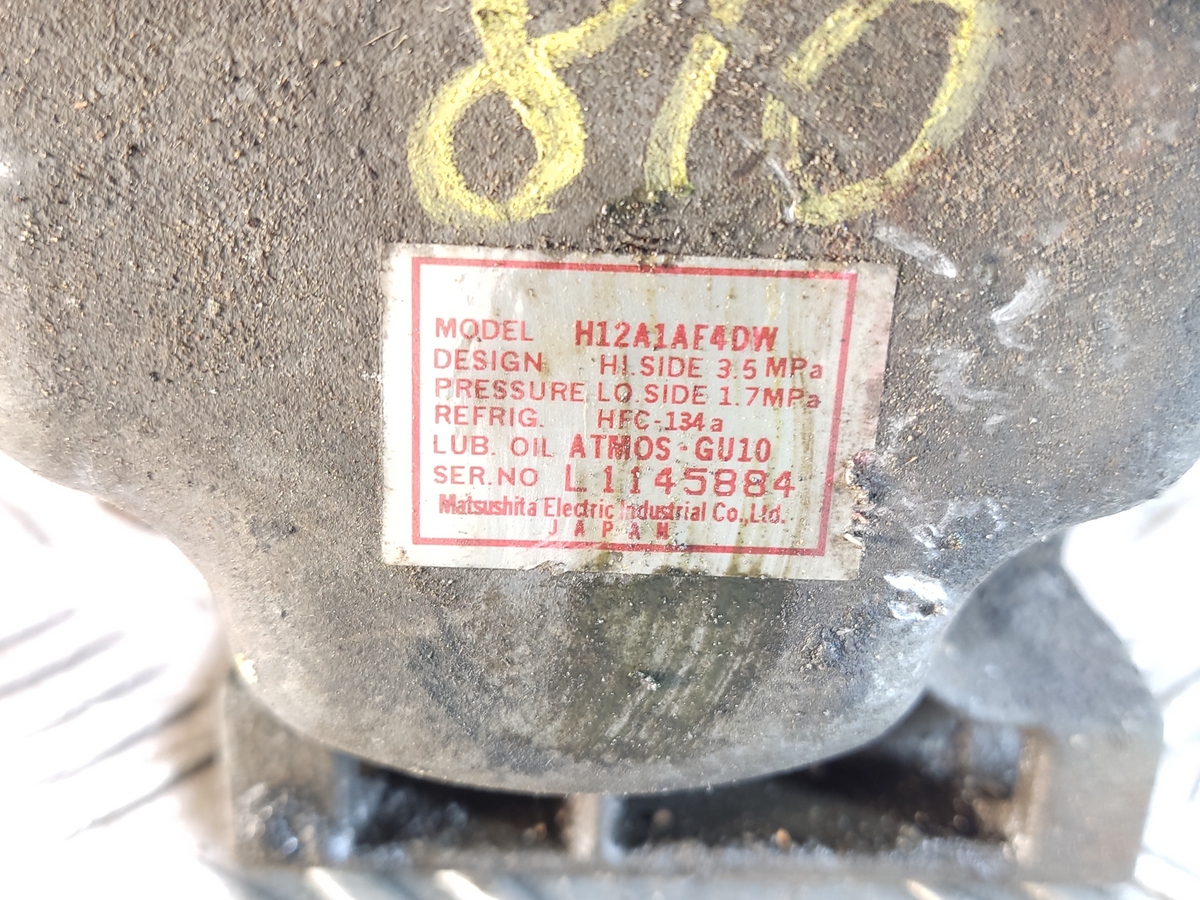 810
MODEL H12A1AE4DW
DESIGN HI.SIDE 3.5 MPa
PRESSURE LO.SIDE 1.7MPa
REFRIG. HFC-134a
LUB. OIL ATMOS-GU10
SER.NO L1145884
Matsushita Electric Industrial Co.,Ltd.
JAPAN